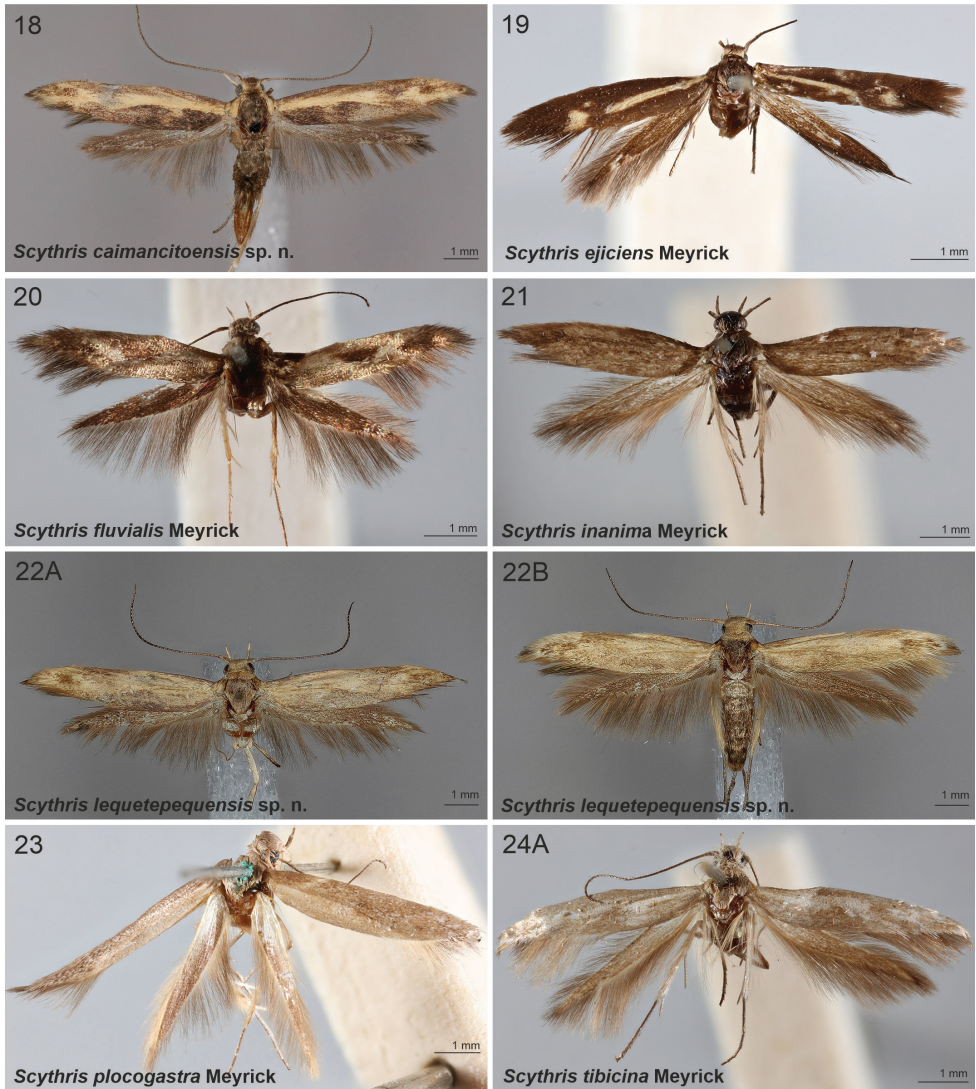 18
Scythris caimancitoensis sp. n.
1 mm
19
Scythris ejiciens Meyrick
1 mm
20
Scythris fluvialis Meyrick
1 mm
21
Scythris inanima Meyrick
1 mm
22A
Scythris lequetepequensis sp. n.
1 mm
22B
Scythris lequetepequensis sp. n.
1 mm
23
Scythris plocogastra Meyrick
1 mm
24A
Scythris tibicina Meyrick
1 mm